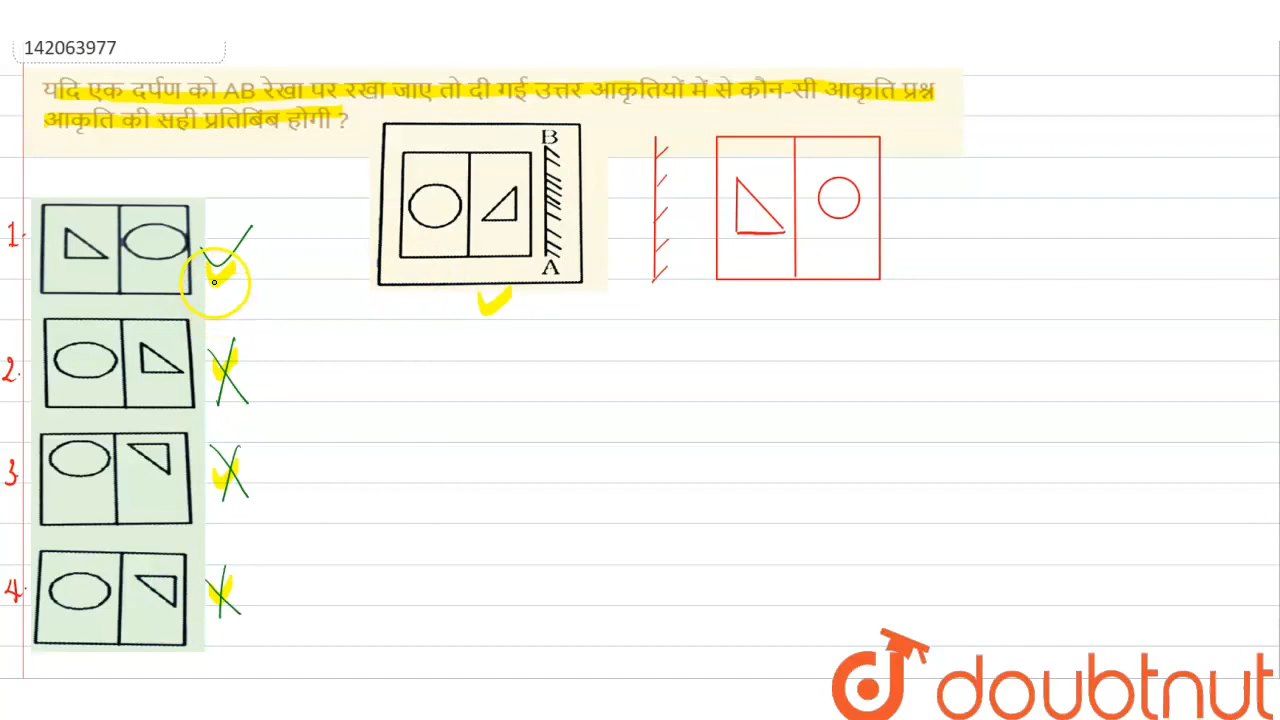 142063977
यदि एक दर्पण को AB रेखा पर रखा जाए तो दी गई उत्तर आकृतियों में से कौन-सी आकृति प्रश्न
आकृति की सही प्रतिबिंब होगी ?
B
A
1.
2.
3
4.
doubtnut